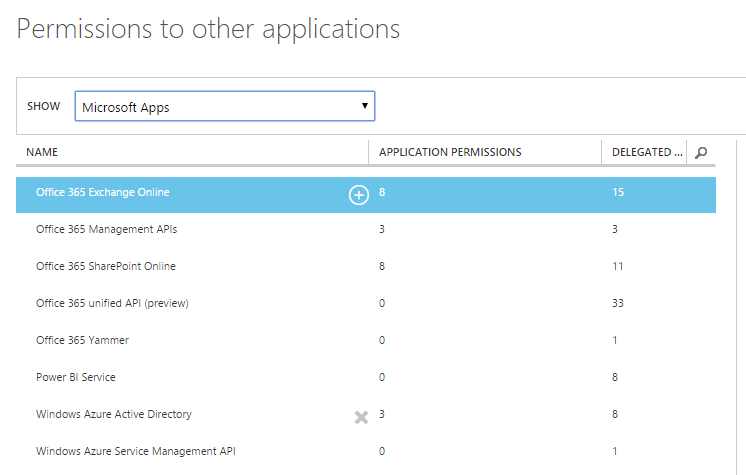 Permissions to other applications
SHOW Microsoft Apps
NAME APPLICATION PERMISSIONS DELEGATED ...
Office 365 Exchange Online 8 15
Office 365 Management APIs 3 3
Office 365 SharePoint Online 8 11
Office 365 unified API (preview) 0 33
Office 365 Yammer 0 1
Power BI Service 0 8
Windows Azure Active Directory 3 8
Windows Azure Service Management API 0 1